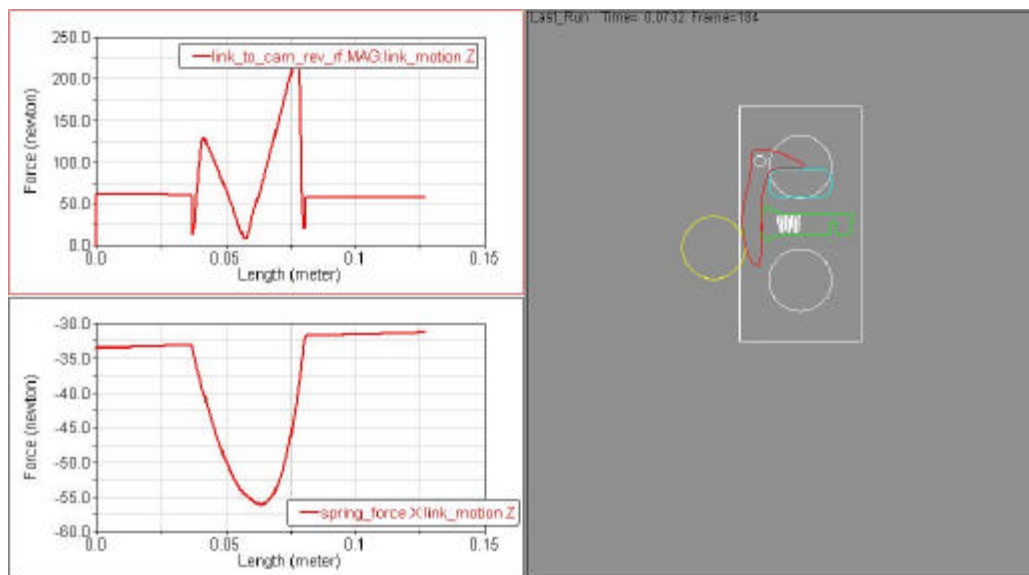 250.0
200.0
150.0
100.0
50.0
0.0
Force (newton)
link_to_cam_rev_rf.MAG:link_motion.Z
0.0 0.05 0.1 0.15
Length (meter)
-30.0
-35.0
-40.0
-45.0
-50.0
-55.0
-60.0
Force (newton)
spring_force.X:link_motion.Z
0.0 0.05 0.1 0.15
Length (meter)
Last_Run Time= 0.0732 Frame=184